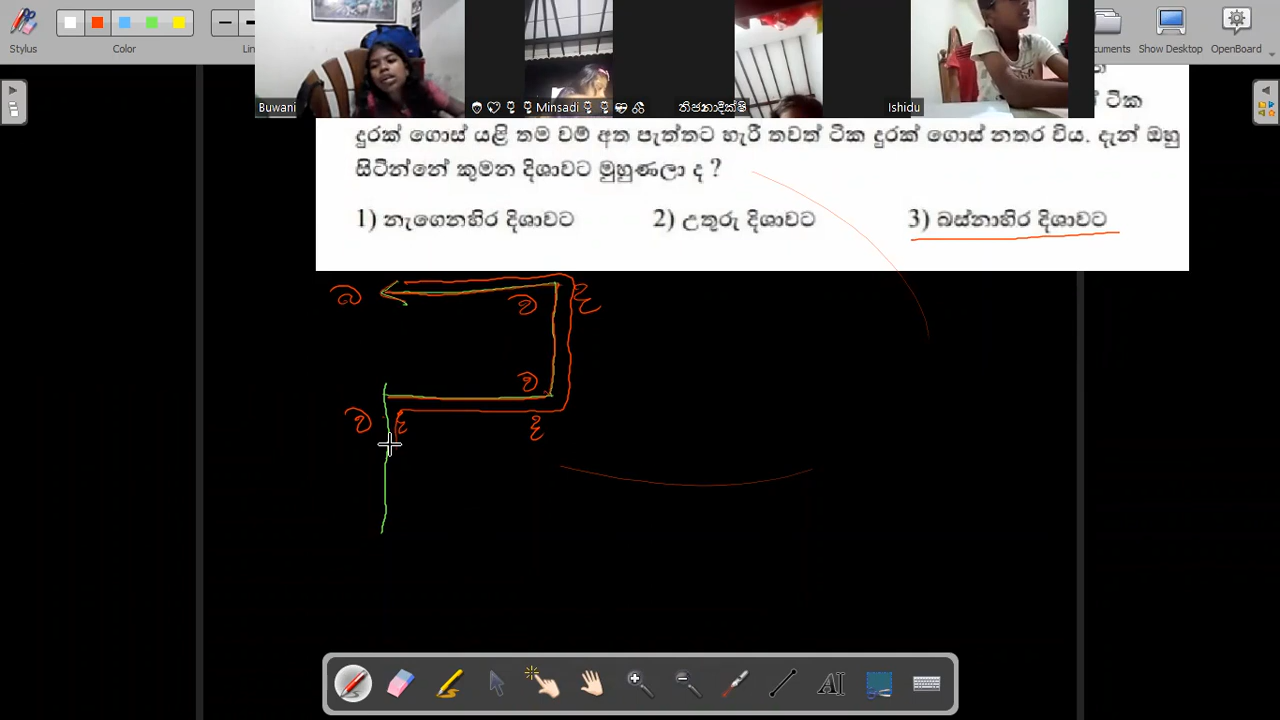 Stylus
Color
Documents
Show Desktop
OpenBoard
Buwani
Minsadi
Ishidu
ටික
දුරක් ගොස් යළි තම වම් අත පැත්තට හැරී තවත් ටික දුරක් ගොස් නතර විය. දැන් ඔහු
සිටින්නේ කුමන දිශාවට මුහුණලා ද ?
1) නැගෙනහිර දිශාවට 2) උතුරු දිශාවට 3) බස්නාහිර දිශාවට
බ ව ද
ව
ව ද ද